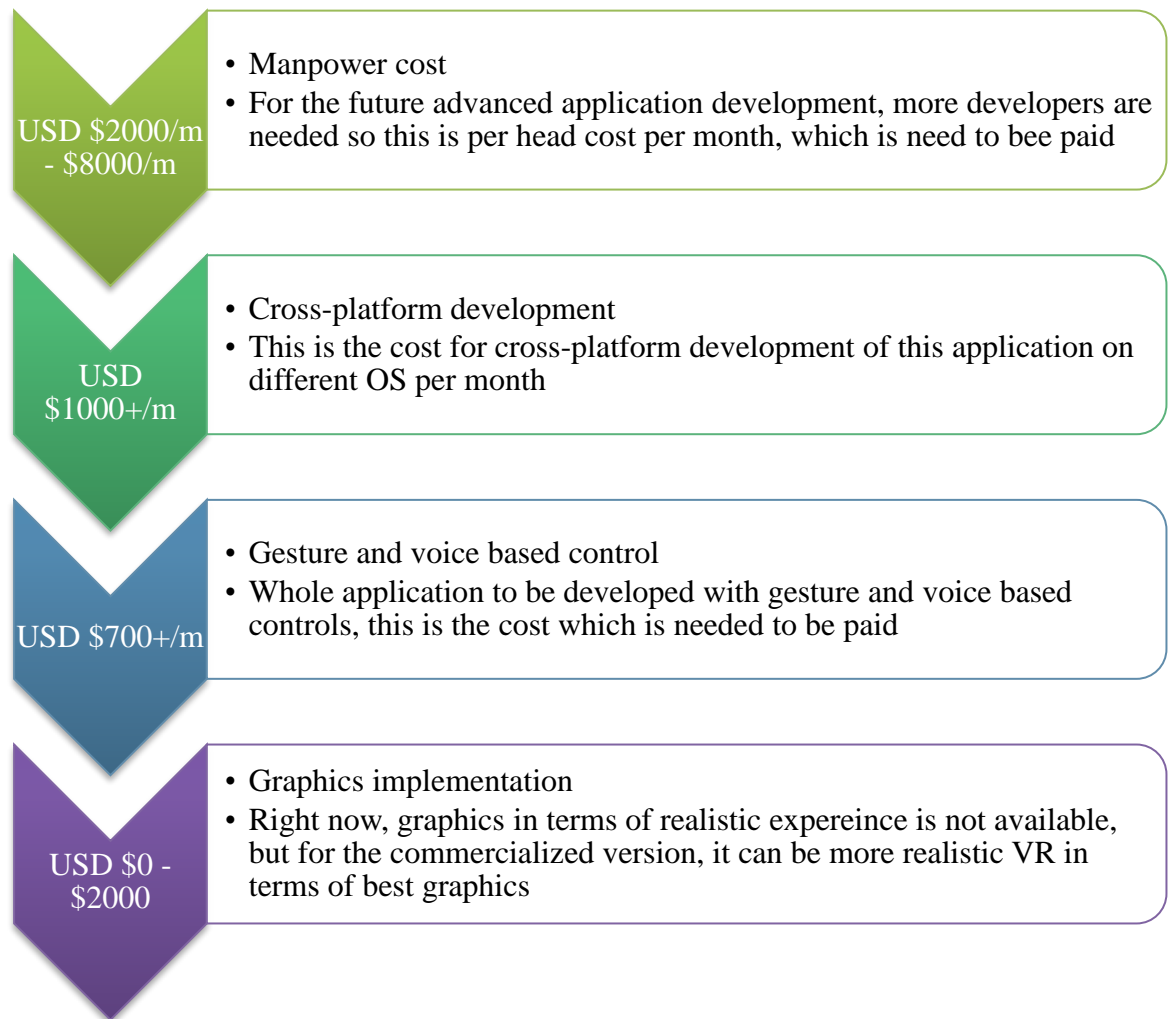 USD $2000/m
- $8000/m
• Manpower cost
• For the future advanced application development, more developers are
needed so this is per head cost per month, which is need to bee paid
USD
$1000+/m
• Cross-platform development
• This is the cost for cross-platform development of this application on
different OS per month
USD $700+/m
• Gesture and voice based control
• Whole application to be developed with gesture and voice based
controls, this is the cost which is needed to be paid
USD $0 -
$2000
• Graphics implementation
• Right now, graphics in terms of realistic expereince is not available,
but for the commercialized version, it can be more realistic VR in
terms of best graphics